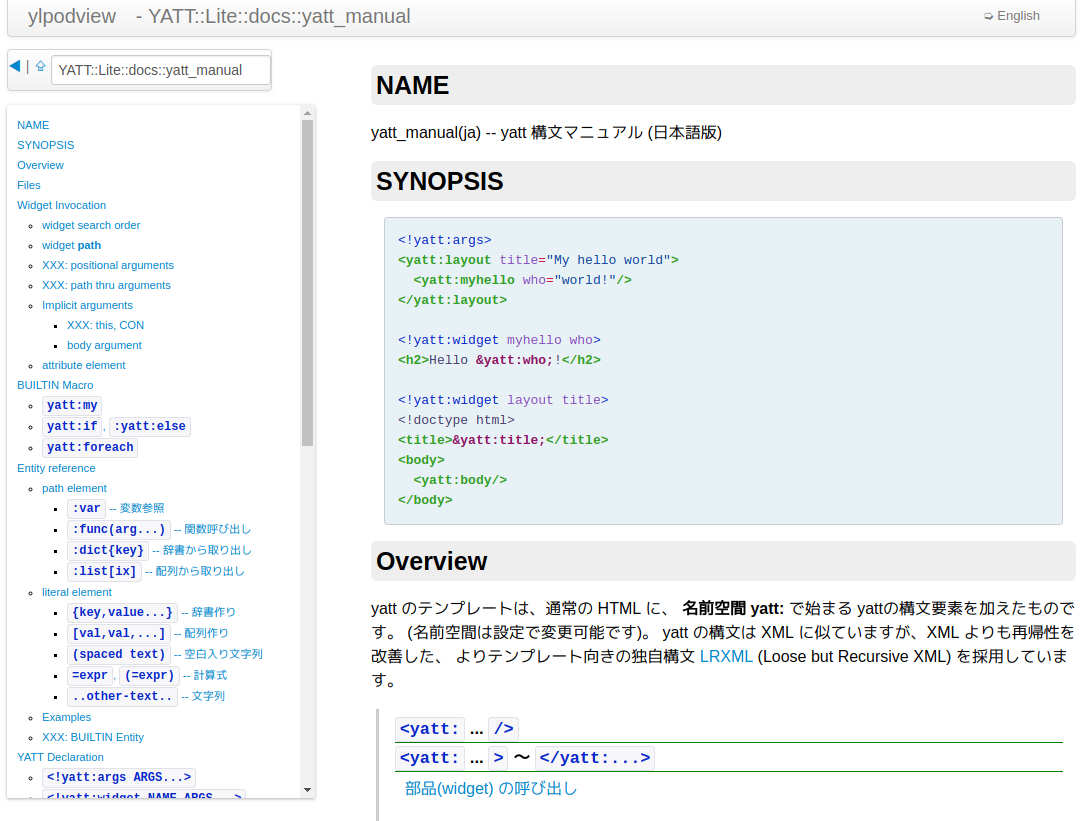 ylpodview - YATT::Lite::docs::yatt_manual
➭ English
◀ | ⇧ YATT::Lite::docs::yatt_manual
NAME
SYNOPSIS
Overview
Files
Widget Invocation
widget search order
widget path
XXX: positional arguments
XXX: path thru arguments
Implicit arguments
XXX: this, CON
body argument
attribute element
BUILTIN Macro
yatt:my
yatt:if, :yatt:else
yatt:foreach
Entity reference
path element
:var -- 変数参照
:func(arg...) -- 関数呼び出し
:dict{key} -- 辞書から取り出し
:list[ix] -- 配列から取り出し
literal element
{key,value...} -- 辞書作り
[val,val,...] -- 配列作り
(spaced text) -- 空白入り文字列
=expr, (=expr) -- 計算式
..other-text.. -- 文字列
Examples
XXX: BUILTIN Entity
YATT Declaration
<!yatt:args ARGS...>
<!yatt:widget NAME ARGS...>
NAME
yatt_manual(ja) -- yatt 構文マニュアル (日本語版)
SYNOPSIS
<!yatt:args>
<yatt:layout title="My hello world">
<yatt:myhello who="world!"/>
</yatt:layout>
<!yatt:widget myhello who>
<h2>Hello &yatt:who;!</h2>
<!yatt:widget layout title>
<!doctype html>
<title>&yatt:title;</title>
<body>
<yatt:body/>
</body>
Overview
yatt のテンプレートは、通常の HTML に、 名前空間 yatt: で始まる yattの構文要素を加えたもので
す。 (名前空間は設定で変更可能です)。 yatt の構文は XML に似ていますが、XML よりも再帰性を
改善した、 よりテンプレート向きの独自構文 LRXML (Loose but Recursive XML) を採用していま
す。
<yatt: ... />
<yatt: ... > 〜 </yatt:...>
部品(widget) の呼び出し